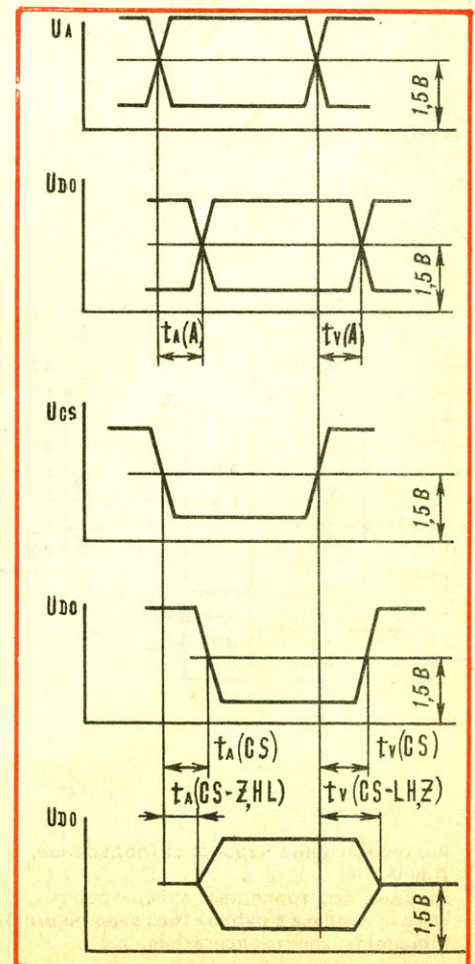 UA
1,5 В
UDO
1,5 В
tA(A)
tV(A)
UCS
1,5 В
UDO
1,5 В
tA(CS)
tV(CS)
tA(CS-Z,HL)
tV(CS-LH,Z)
UDO
1,5 В